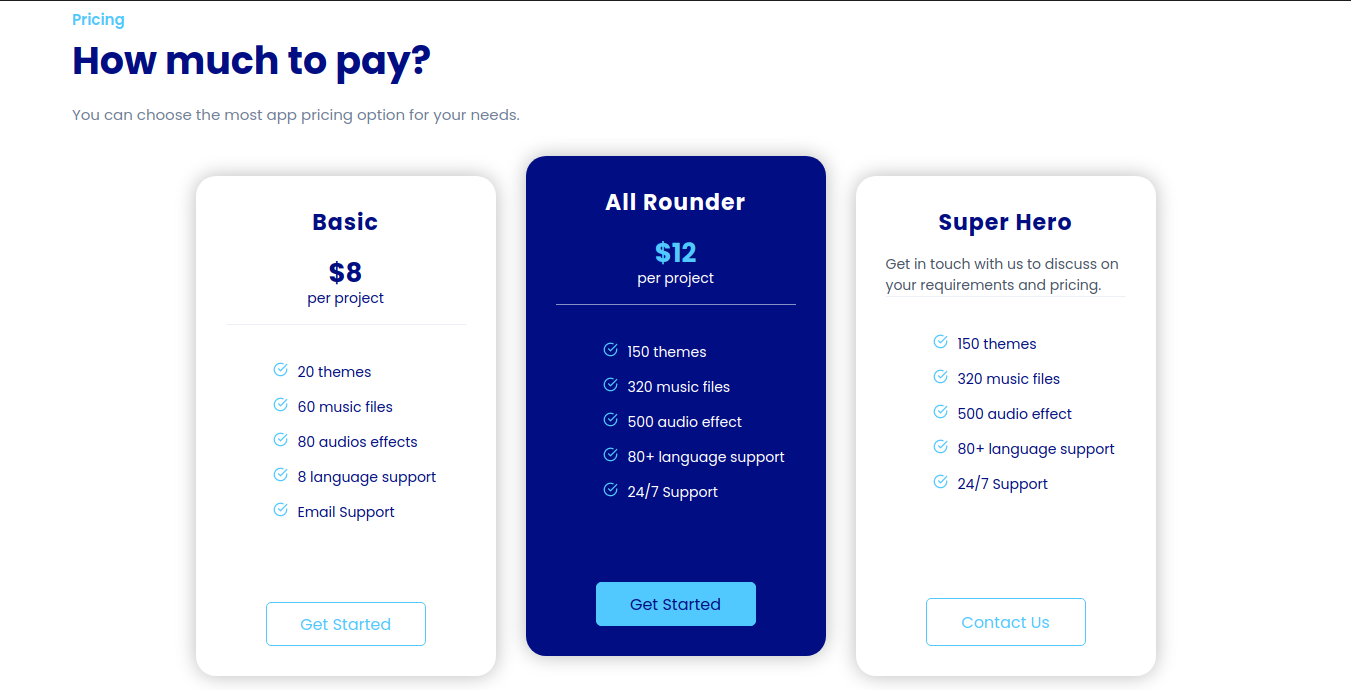 Pricing
How much to pay?
You can choose the most app pricing option for your needs.
Basic
$8
per project
20 themes
60 music files
80 audios effects
8 language support
Email Support
Get Started
All Rounder
$12
per project
150 themes
320 music files
500 audio effect
80+ language support
24/7 Support
Get Started
Super Hero
Get in touch with us to discuss on
your requirements and pricing.
150 themes
320 music files
500 audio effect
80+ language support
24/7 Support
Contact Us